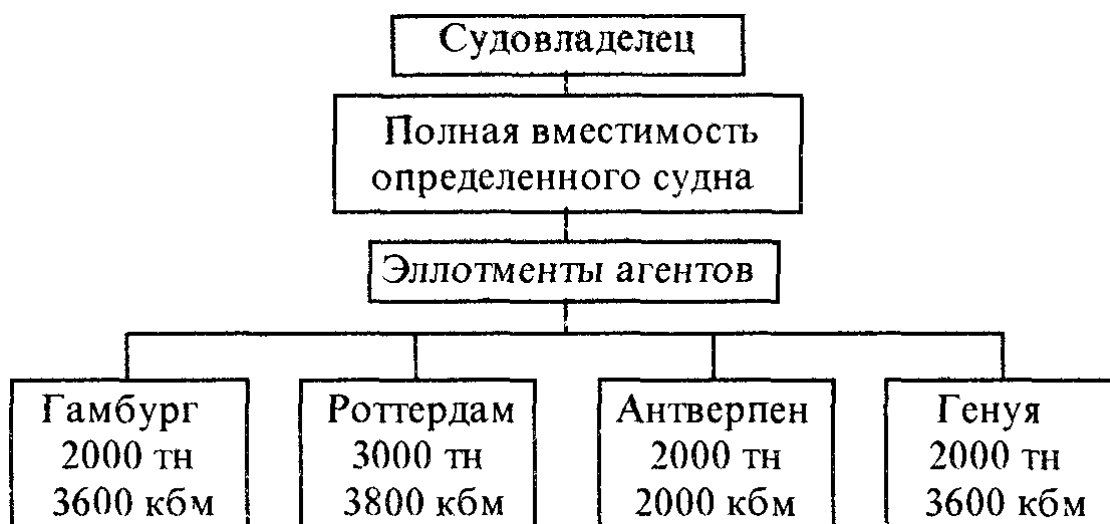 Судовладелец
Полная вместимость
определенного судна
Эллотменты агентов
Гамбург
2000 тн
3600 кбм
Роттердам
3000 тн
3800 кбм
Антверпен
2000 тн
2000 кбм
Генуя
2000 тн
3600 кбм